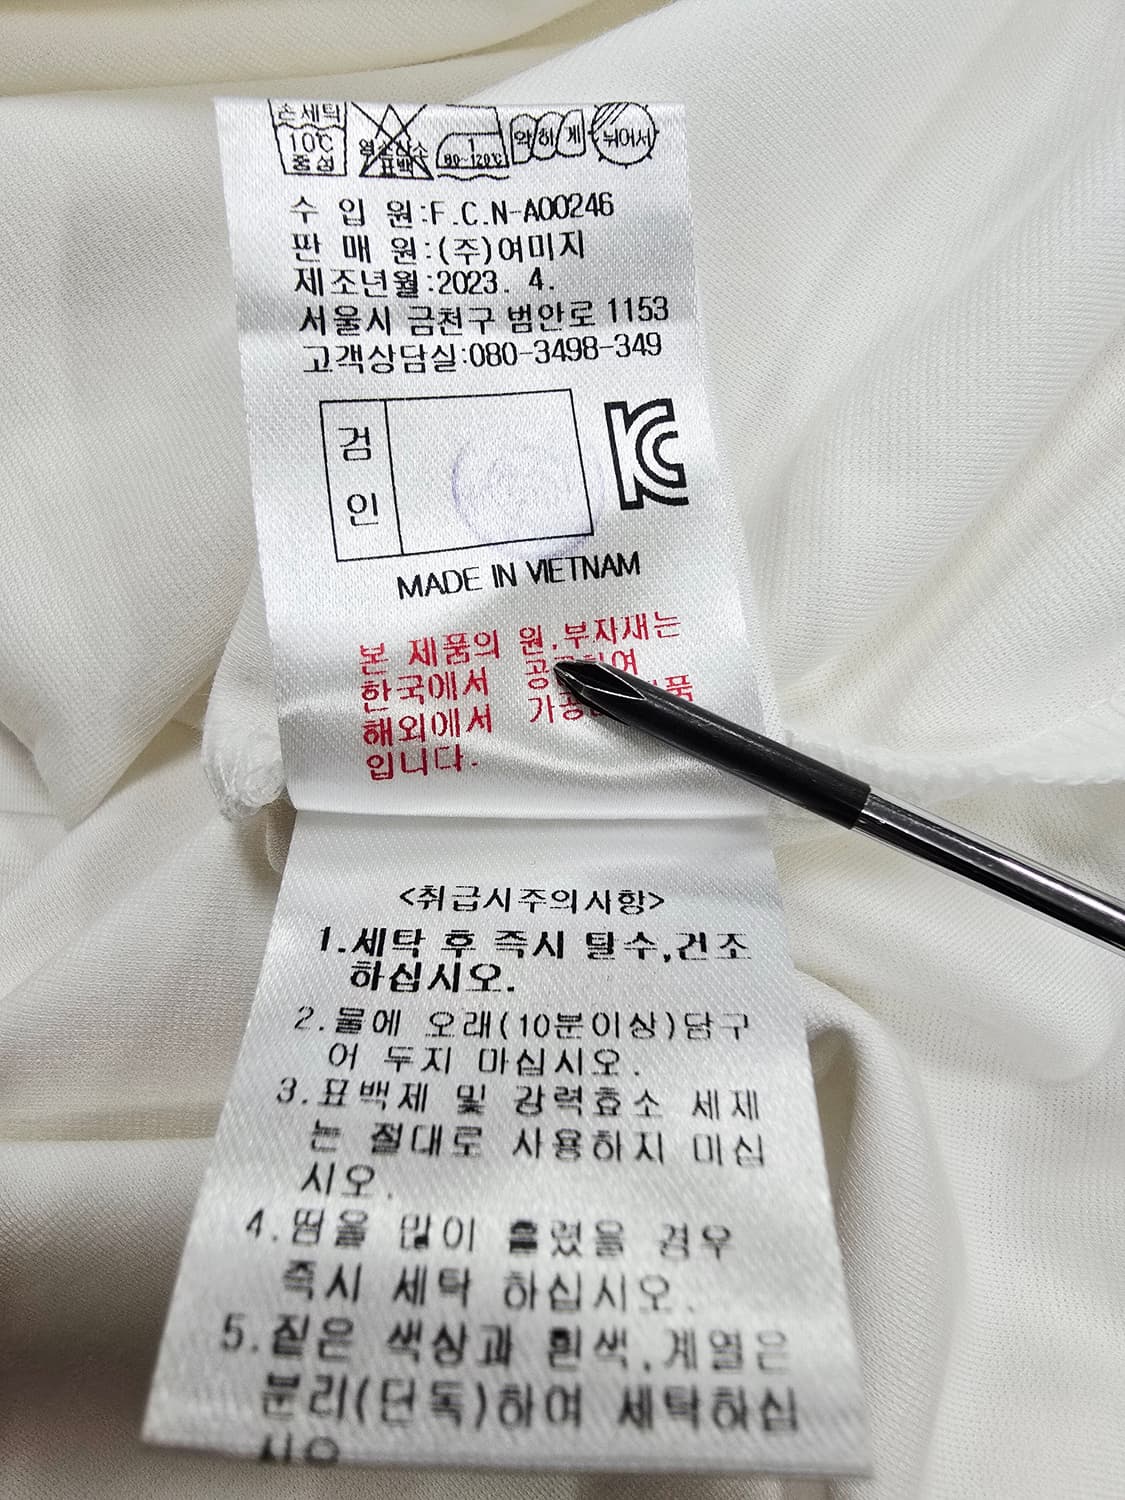 손세탁
10℃
중성
염소산소
표백
1
80~120℃
약하게
뉘어서
수 입 원:F.C.N-A00246
판 매 원:(주)여미지
제조년월:2023. 4.
서울시 금천구 범안로 1153
고객상담실:080-3498-349
검
인
KC
MADE IN VIETNAM
본 제품의 원,부자재는
한국에서
해외에서
입니다.
<취급시주의사항>
1.세탁 후 즉시 탈수,건조
하십시오.
2.물에 오래(10분이상)담구
어 두지 마십시오.
3.표백제 및 강력효소 세제
는 절대로 사용하지 마십
시오.
4.땀을 많이 흘렸을 경우
즉시 세탁 하십시오.
5.짙은 색상과 흰색,계열은
분리(단독)하여 세탁하십
시오